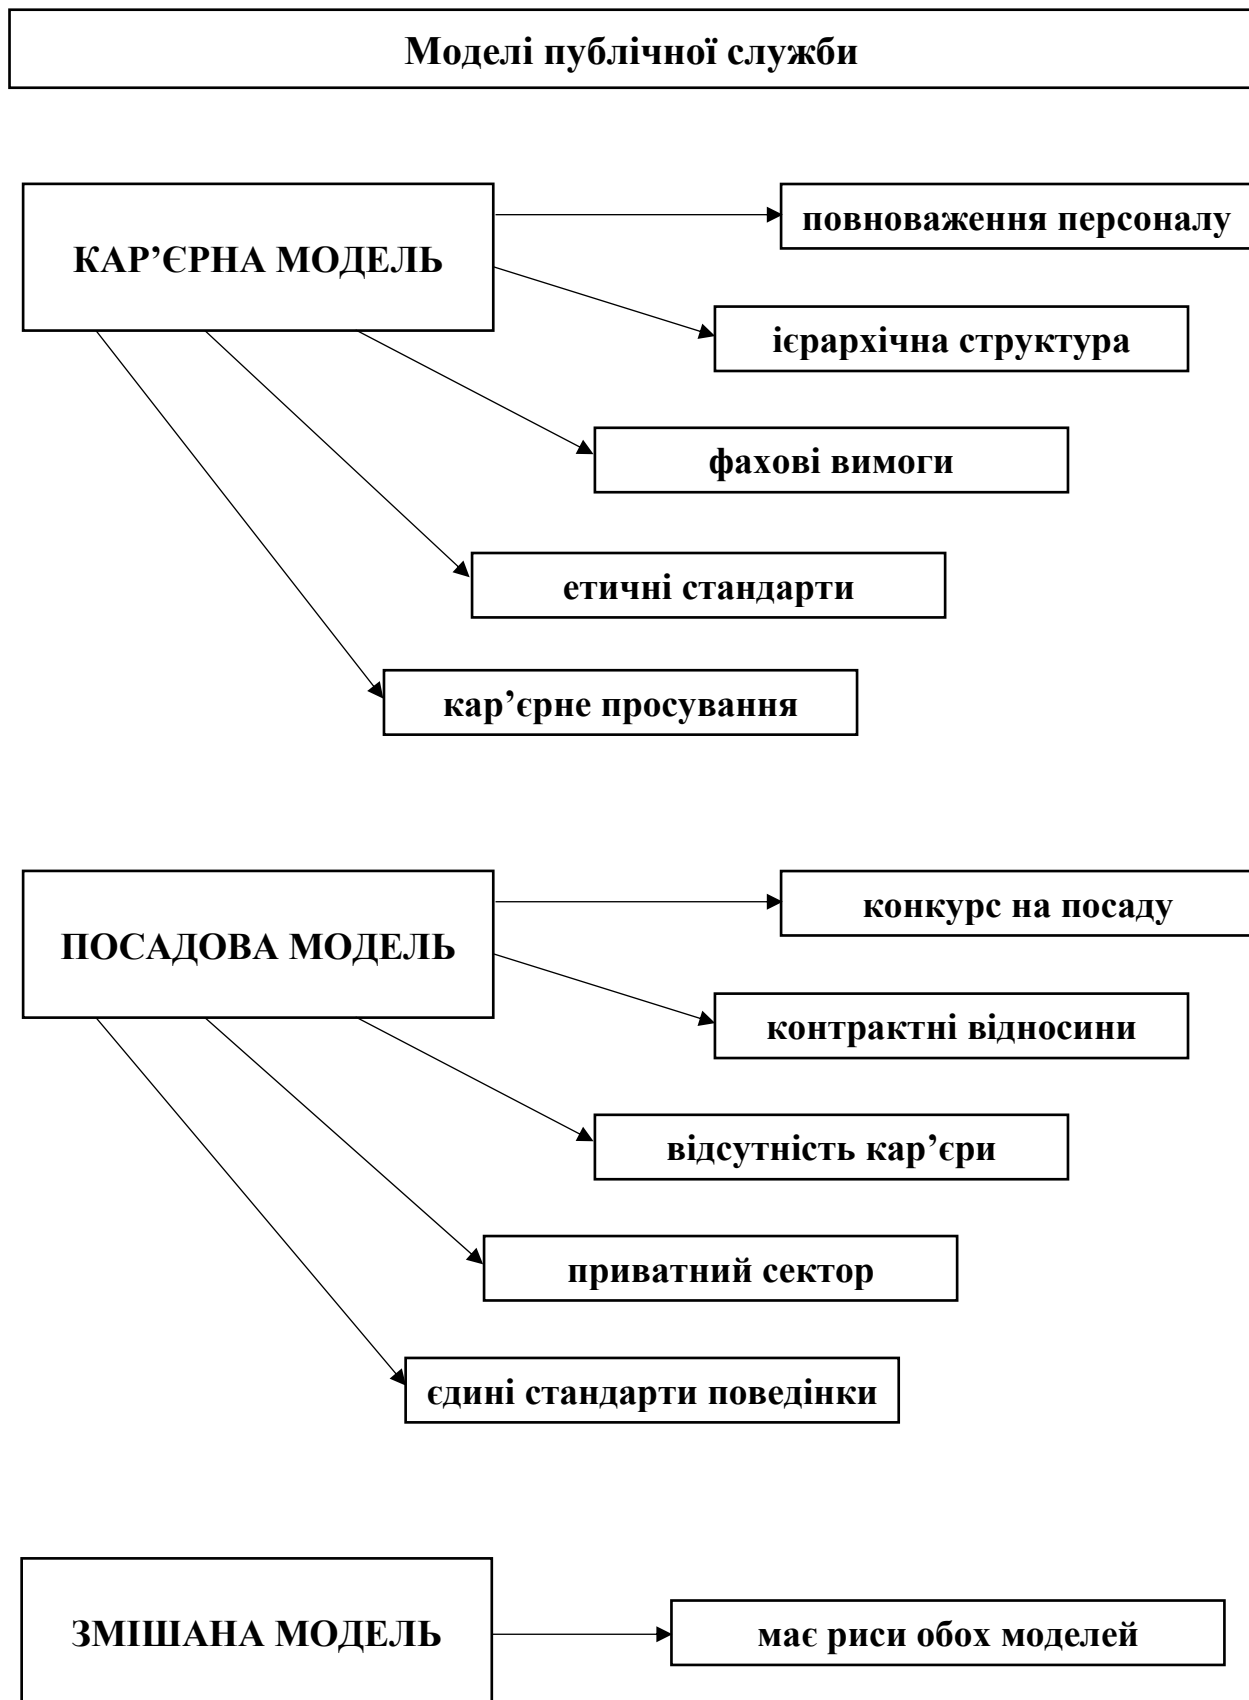 Моделі публічної служби
КАР’ЄРНА МОДЕЛЬ
повноваження персоналу
ієрархічна структура
фахові вимоги
етичні стандарти
кар’єрне просування
ПОСАДОВА МОДЕЛЬ
конкурс на посаду
контрактні відносини
відсутність кар’єри
приватний сектор
єдині стандарти поведінки
ЗМІШАНА МОДЕЛЬ
має риси обох моделей